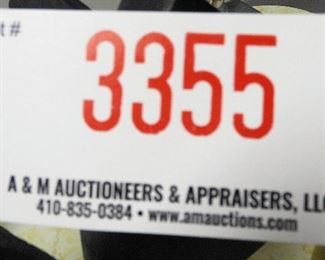 t #
3355
A & M AUCTIONEERS & APPRAISERS, LLC
410-835-0384 • www.amauctions.com